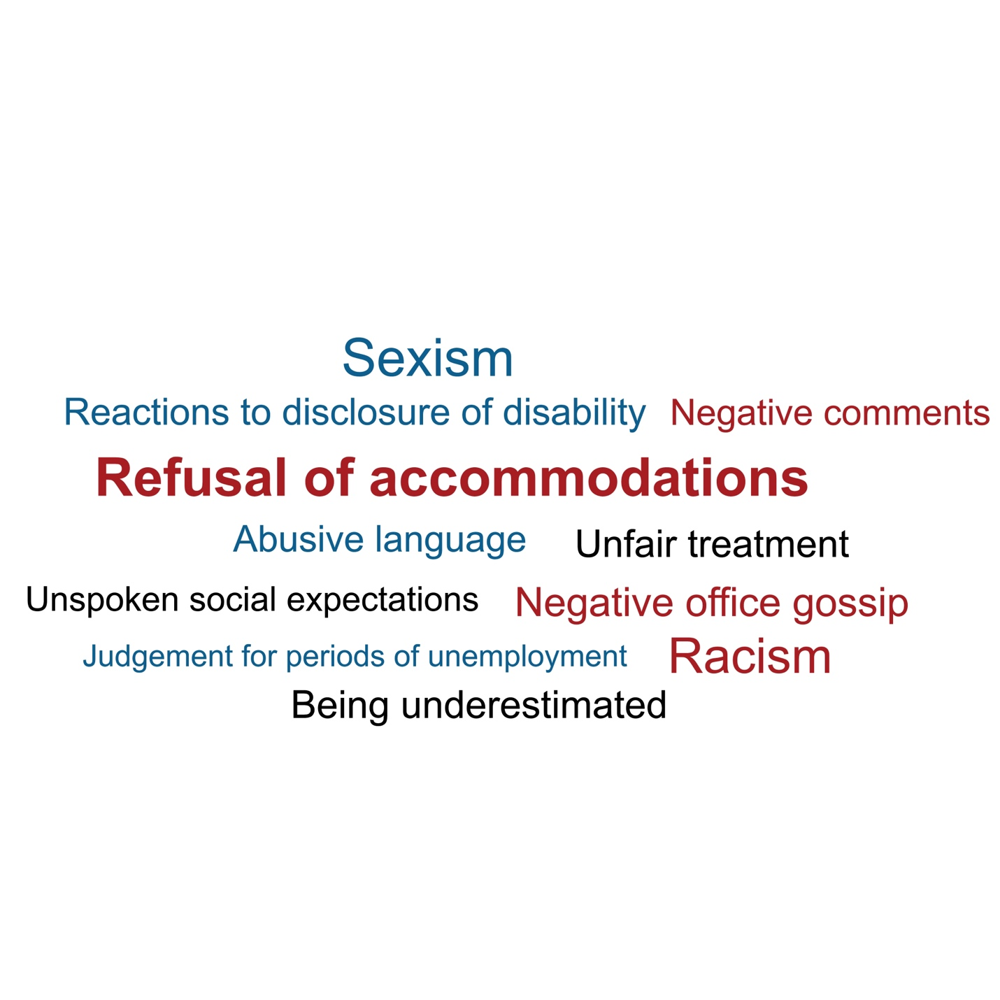 Sexism
Reactions to disclosure of disability
Negative comments
Refusal of accommodations
Abusive language
Unfair treatment
Unspoken social expectations
Negative office gossip
Judgement for periods of unemployment
Racism
Being underestimated